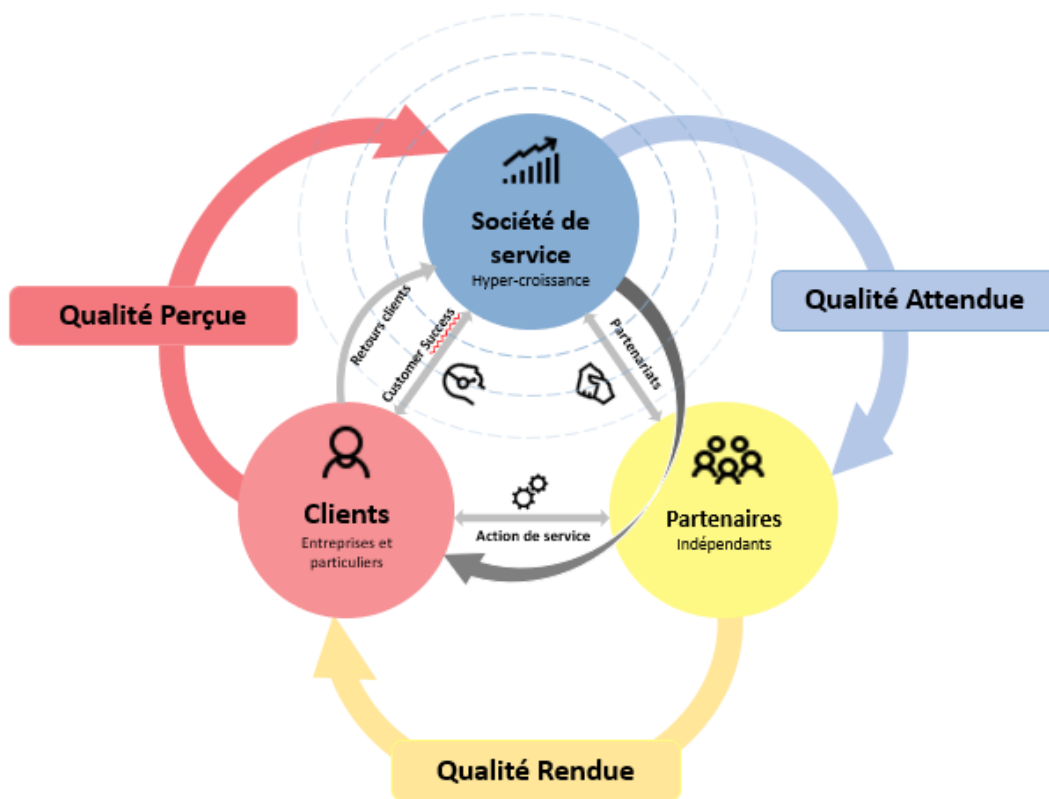 Société de
service
Hyper-croissance
Qualité Perçue
Qualité Attendue
Retours clients
Customer Success
Partenariats
Clients
Entreprises et
particuliers
Action de service
Partenaires
Indépendants
Qualité Rendue